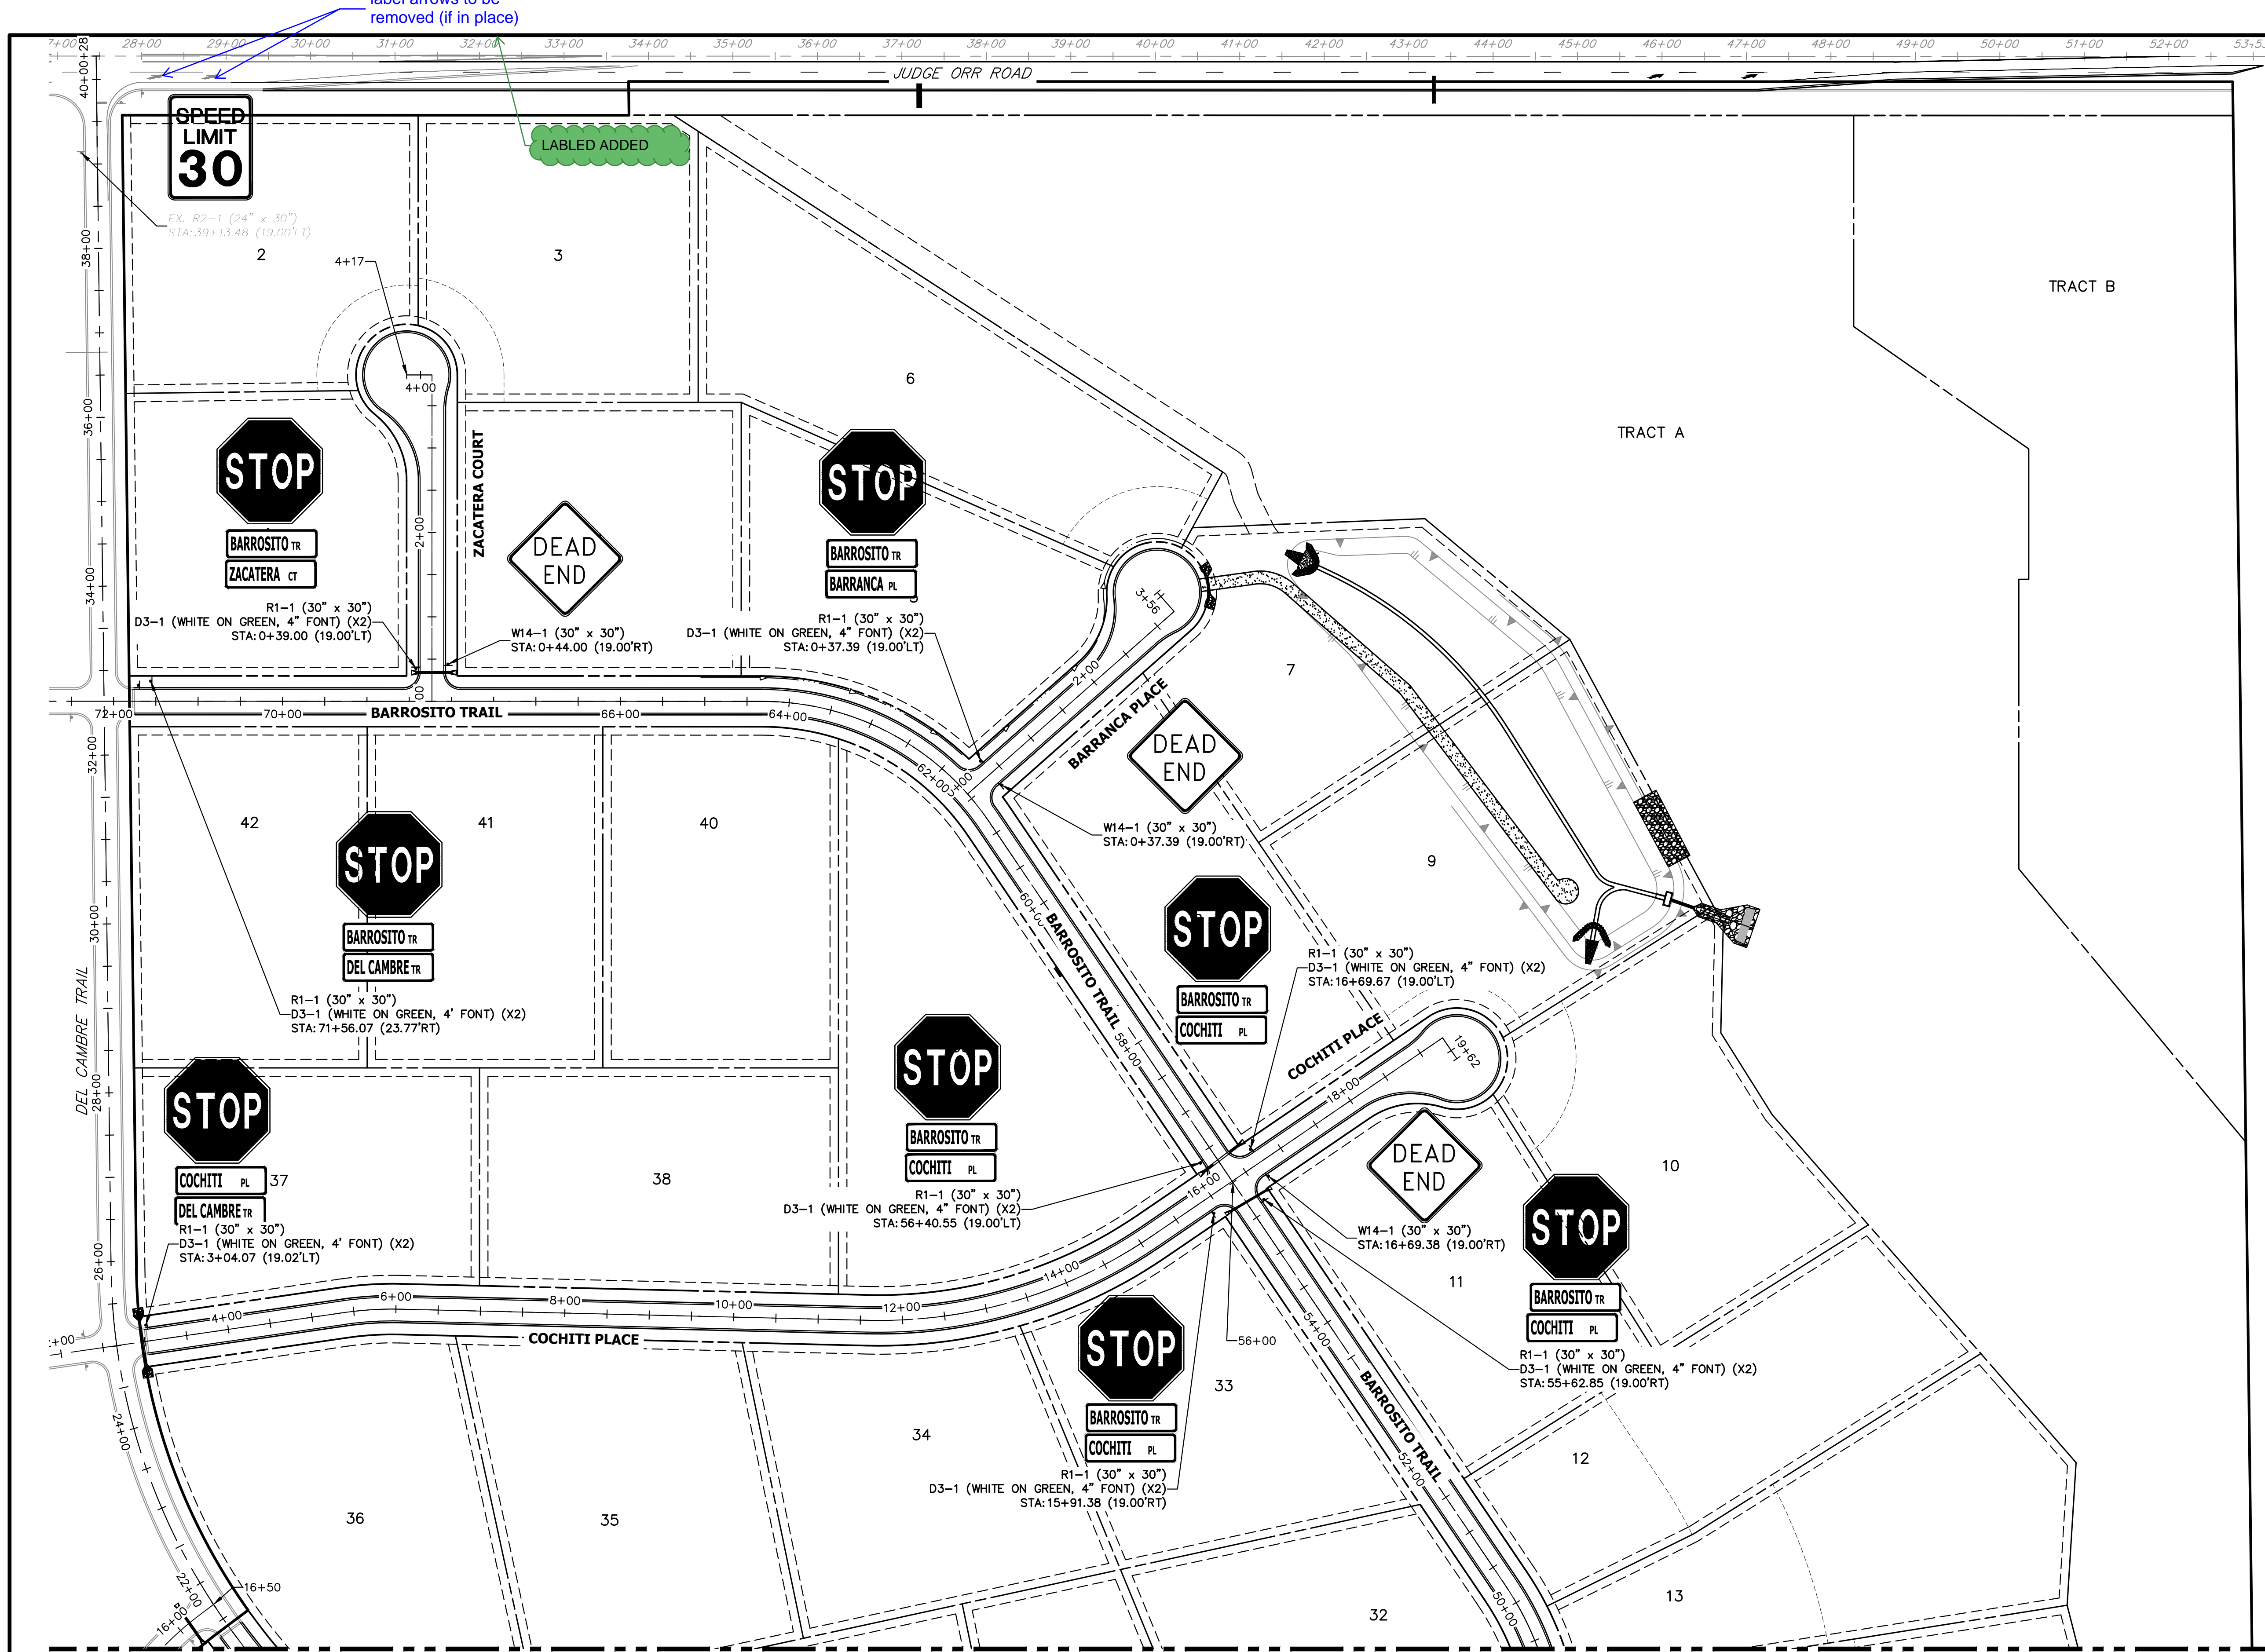 label arrows to be
removed (if in place)
28+00 29+00 30+00 31+00 32+00 33+00 34+00 35+00 36+00 37+00 38+00 39+00 40+00 41+00 42+00 43+00 44+00 45+00 46+00 47+00 48+00 49+00 50+00 51+00 52+00
JUDGE ORR ROAD
40+00
SPEED
LIMIT
30
LABLED ADDED
EX. R2-1 (24" x 30")
STA: 39+13.48 (19.00'LT)
38+00
2
3
4+17
4+00
6
TRACT A
TRACT B
36+00
STOP
BARROSITO TR
ZACATERA CT
R1-1 (30" x 30")
D3-1 (WHITE ON GREEN, 4" FONT) (X2)
STA: 0+39.00 (19.00'LT)
2+00
ZACATERA COURT
DEAD
END
W14-1 (30" x 30")
STA: 0+44.00 (19.00'RT)
STOP
BARROSITO TR
BARRANCA PL
R1-1 (30" x 30")
D3-1 (WHITE ON GREEN, 4" FONT) (X2)
STA: 0+37.39 (19.00'LT)
3+56
2+00
BARRANCA PLACE
7
DEAD
END
W14-1 (30" x 30")
STA: 0+37.39 (19.00'RT)
34+00
72+00
70+00
BARROSITO TRAIL
66+00
64+00
62+00
60+00
32+00
42
41
40
9
STOP
BARROSITO TR
DEL CAMBRE TR
R1-1 (30" x 30")
D3-1 (WHITE ON GREEN, 4' FONT) (X2)
STA: 71+56.07 (23.77'RT)
30+00
DEL CAMBRE TRAIL
28+00
BARROSITO TRAIL
58+00
STOP
BARROSITO TR
COCHITI PL
R1-1 (30" x 30")
D3-1 (WHITE ON GREEN, 4" FONT) (X2)
STA: 16+69.67 (19.00'LT)
COCHITI PLACE
19+62
18+00
STOP
COCHITI PL
37
DEL CAMBRE TR
R1-1 (30" x 30")
D3-1 (WHITE ON GREEN, 4' FONT) (X2)
STA: 3+04.07 (19.02'LT)
26+00
38
STOP
BARROSITO TR
COCHITI PL
R1-1 (30" x 30")
D3-1 (WHITE ON GREEN, 4" FONT) (X2)
STA: 56+40.55 (19.00'LT)
16+00
DEAD
END
W14-1 (30" x 30")
STA: 16+69.38 (19.00'RT)
10
11
STOP
BARROSITO TR
COCHITI PL
R1-1 (30" x 30")
D3-1 (WHITE ON GREEN, 4" FONT) (X2)
STA: 55+62.85 (19.00'RT)
4+00
6+00
8+00
10+00
12+00
14+00
COCHITI PLACE
56+00
54+00
STOP
BARROSITO TR
COCHITI PL
R1-1 (30" x 30")
D3-1 (WHITE ON GREEN, 4" FONT) (X2)
STA: 15+91.38 (19.00'RT)
33
34
BARROSITO TRAIL
52+00
12
24+00
36
35
22+00
16+50
16+00
32
13
50+00